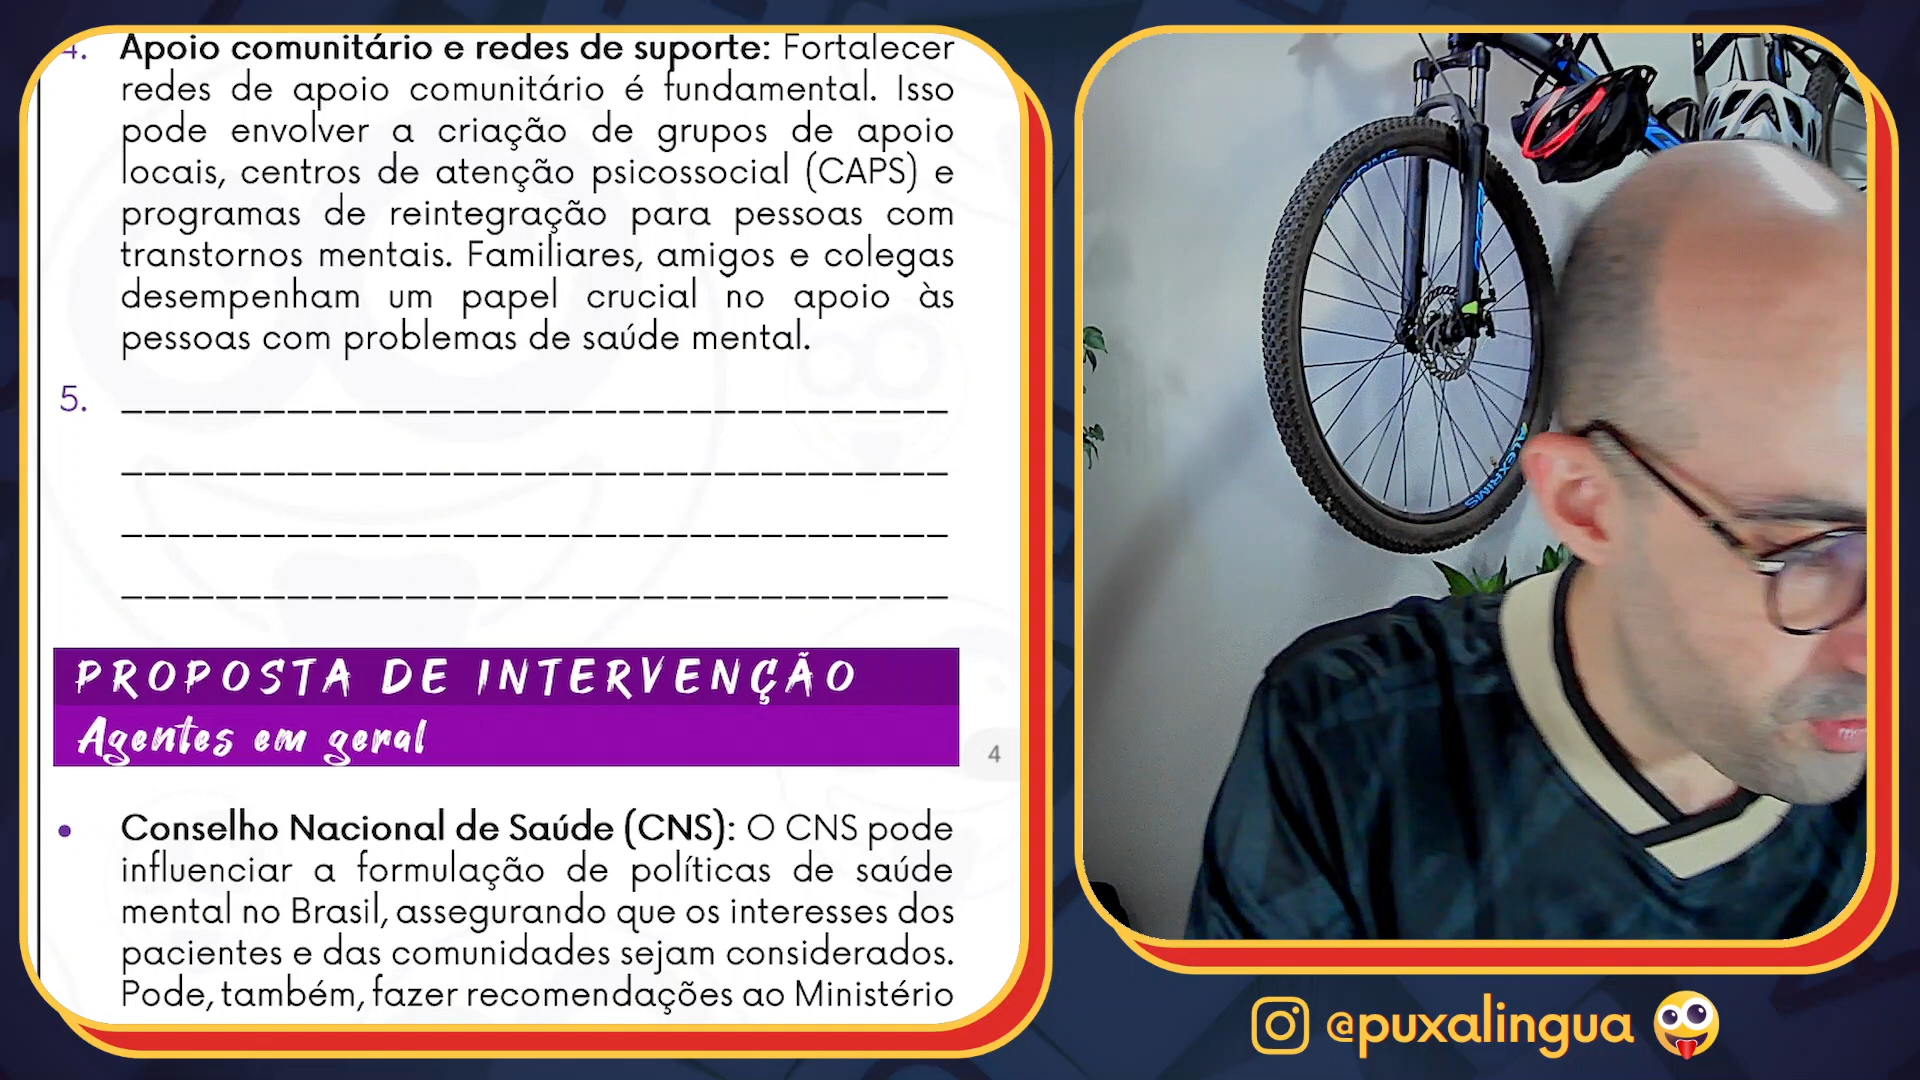 4. Apoio comunitário e redes de suporte: Fortalecer
redes de apoio comunitário é fundamental. Isso
pode envolver a criação de grupos de apoio
locais, centros de atenção psicossocial (CAPS) e
programas de reintegração para pessoas com
transtornos mentais. Familiares, amigos e colegas
desempenham um papel crucial no apoio às
pessoas com problemas de saúde mental.
5.
PROPOSTA DE INTERVENÇÃO
Agentes em geral
4
• Conselho Nacional de Saúde (CNS): O CNS pode
influenciar a formulação de políticas de saúde
mental no Brasil, assegurando que os interesses dos
pacientes e das comunidades sejam considerados.
Pode, também, fazer recomendações ao Ministério
ALEXRIMS
@puxalingua